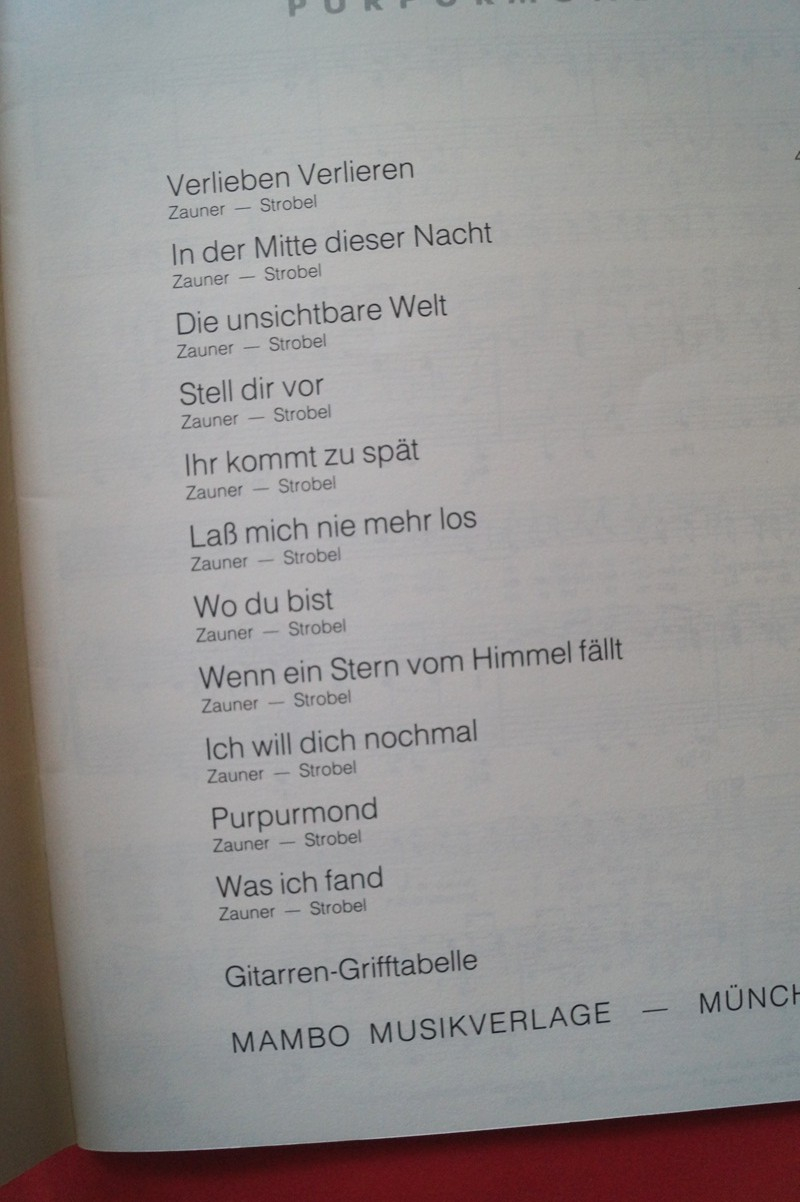 Verlieben Verlieren
Zauner — Strobel
In der Mitte dieser Nacht
Zauner — Strobel
Die unsichtbare Welt
Zauner — Strobel
Stell dir vor
Zauner — Strobel
Ihr kommt zu spät
Zauner — Strobel
Laß mich nie mehr los
Zauner — Strobel
Wo du bist
Zauner — Strobel
Wenn ein Stern vom Himmel fällt
Zauner — Strobel
Ich will dich nochmal
Zauner — Strobel
Purpurmond
Zauner — Strobel
Was ich fand
Zauner — Strobel
Gitarren-Grifftabelle
MAMBO MUSIKVERLAGE — MÜNCH